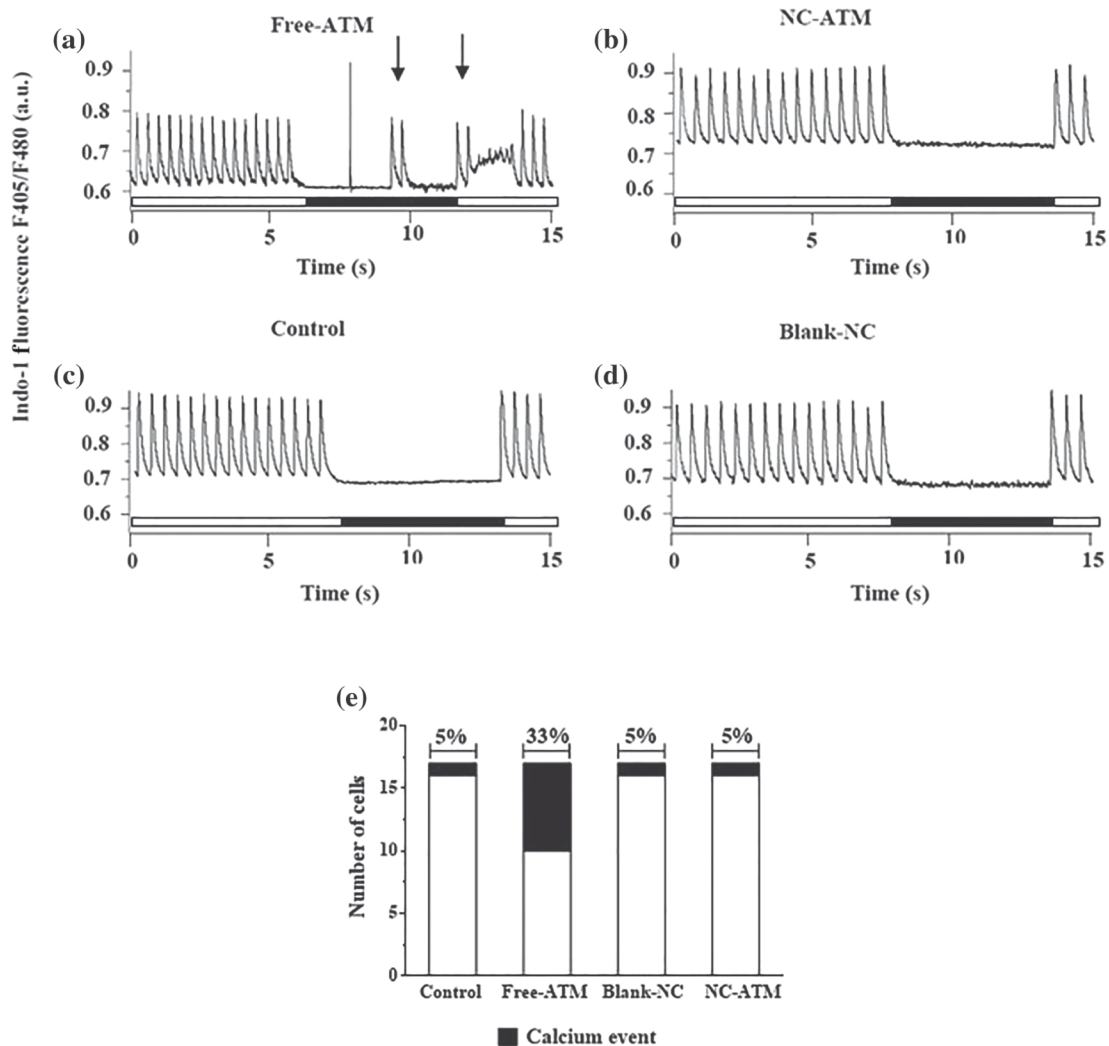 Indo-1 fluorescence F405/F480 (a.u.)
(a)
Free-ATM
0.9
0.8
0.7
0.6
0
5
10
15
Time (s)
(b)
NC-ATM
0.9
0.8
0.7
0.6
0
5
10
15
Time (s)
(c)
Control
0.9
0.8
0.7
0.6
0
5
10
15
Time (s)
(d)
Blank-NC
0.9
0.8
0.7
0.6
0
5
10
15
Time (s)
(e)
Number of cells
20
15
10
5
0
5%
33%
5%
5%
Control
Free-ATM
Blank-NC
NC-ATM
Calcium event